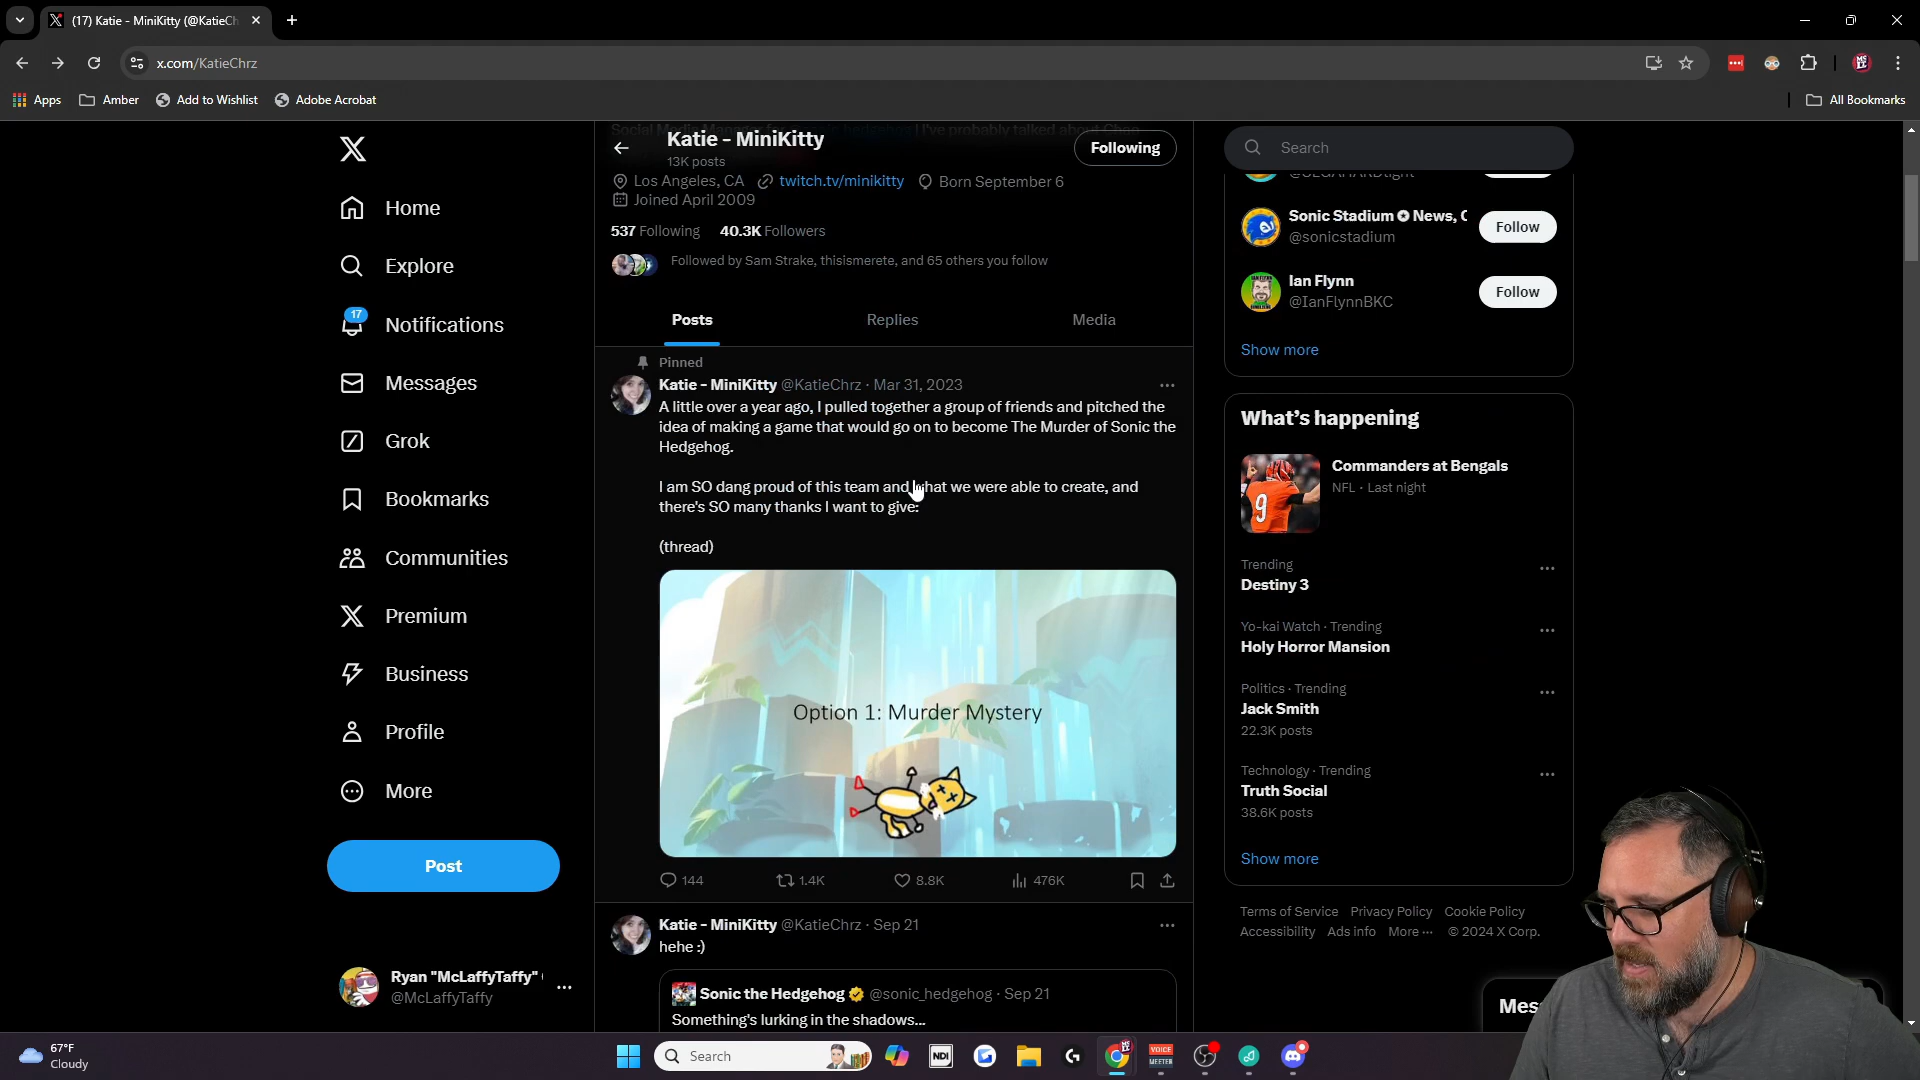 (17) Katie - MiniKitty (@KatieCh
x.com/KatieChrz
Apps
Amber
Add to Wishlist
Adobe Acrobat
All Bookmarks
Home
Explore
17
Notifications
Messages
Grok
Bookmarks
Communities
Premium
Business
Profile
More
Post
Ryan "McLaffyTaffy"
@McLaffyTaffy
Katie - MiniKitty
13K posts
Following
Los Angeles, CA twitch.tv/minikitty Born September 6
Joined April 2009
537 Following 40.3K Followers
Followed by Sam Strake, thisismerete, and 65 others you follow
Posts Replies Media
Pinned
Katie - MiniKitty @KatieChrz · Mar 31, 2023
A little over a year ago, I pulled together a group of friends and pitched the
idea of making a game that would go on to become The Murder of Sonic the
Hedgehog.
I am SO dang proud of this team and what we were able to create, and
there's SO many thanks I want to give:
(thread)
Option 1: Murder Mystery
144 1.4K 8.8K 476K
Katie - MiniKitty @KatieChrz · Sep 21
hehe :)
Sonic the Hedgehog @sonic_hedgehog · Sep 21
Something's lurking in the shadows...
Search
@SEGAHARDlight
Sonic Stadium ✪ News, C
@sonicstadium
Follow
Ian Flynn
@IanFlynnBKC
Follow
Show more
What's happening
Commanders at Bengals
NFL · Last night
9
Trending
Destiny 3
Yo-kai Watch · Trending
Holy Horror Mansion
Politics · Trending
Jack Smith
22.3K posts
Technology · Trending
Truth Social
38.6K posts
Show more
Terms of Service Privacy Policy Cookie Policy
Accessibility Ads info More ··· © 2024 X Corp.
Mes
67°F
Cloudy
Search
NDI
VOICE
MEETER